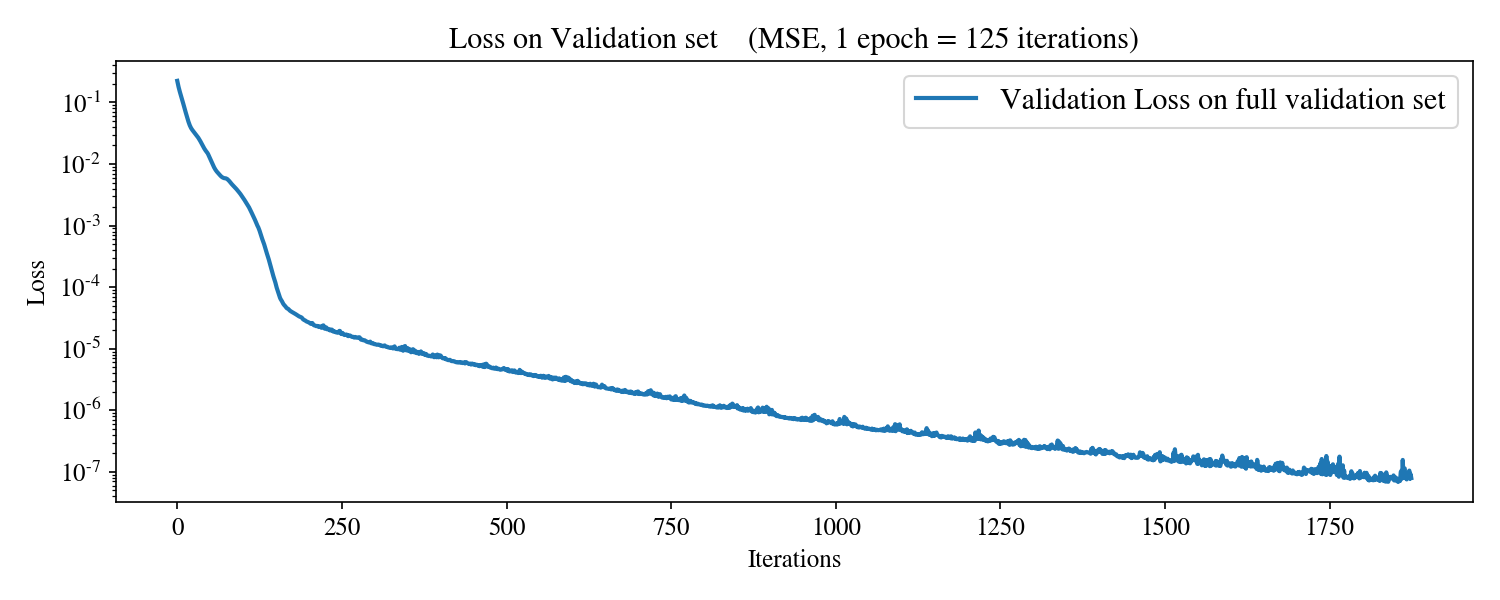 Loss on Validation set (MSE, 1 epoch = 125 iterations)
Validation Loss on full validation set
Loss
10⁻¹
10⁻²
10⁻³
10⁻⁴
10⁻⁵
10⁻⁶
10⁻⁷
0 250 500 750 1000 1250 1500 1750
Iterations